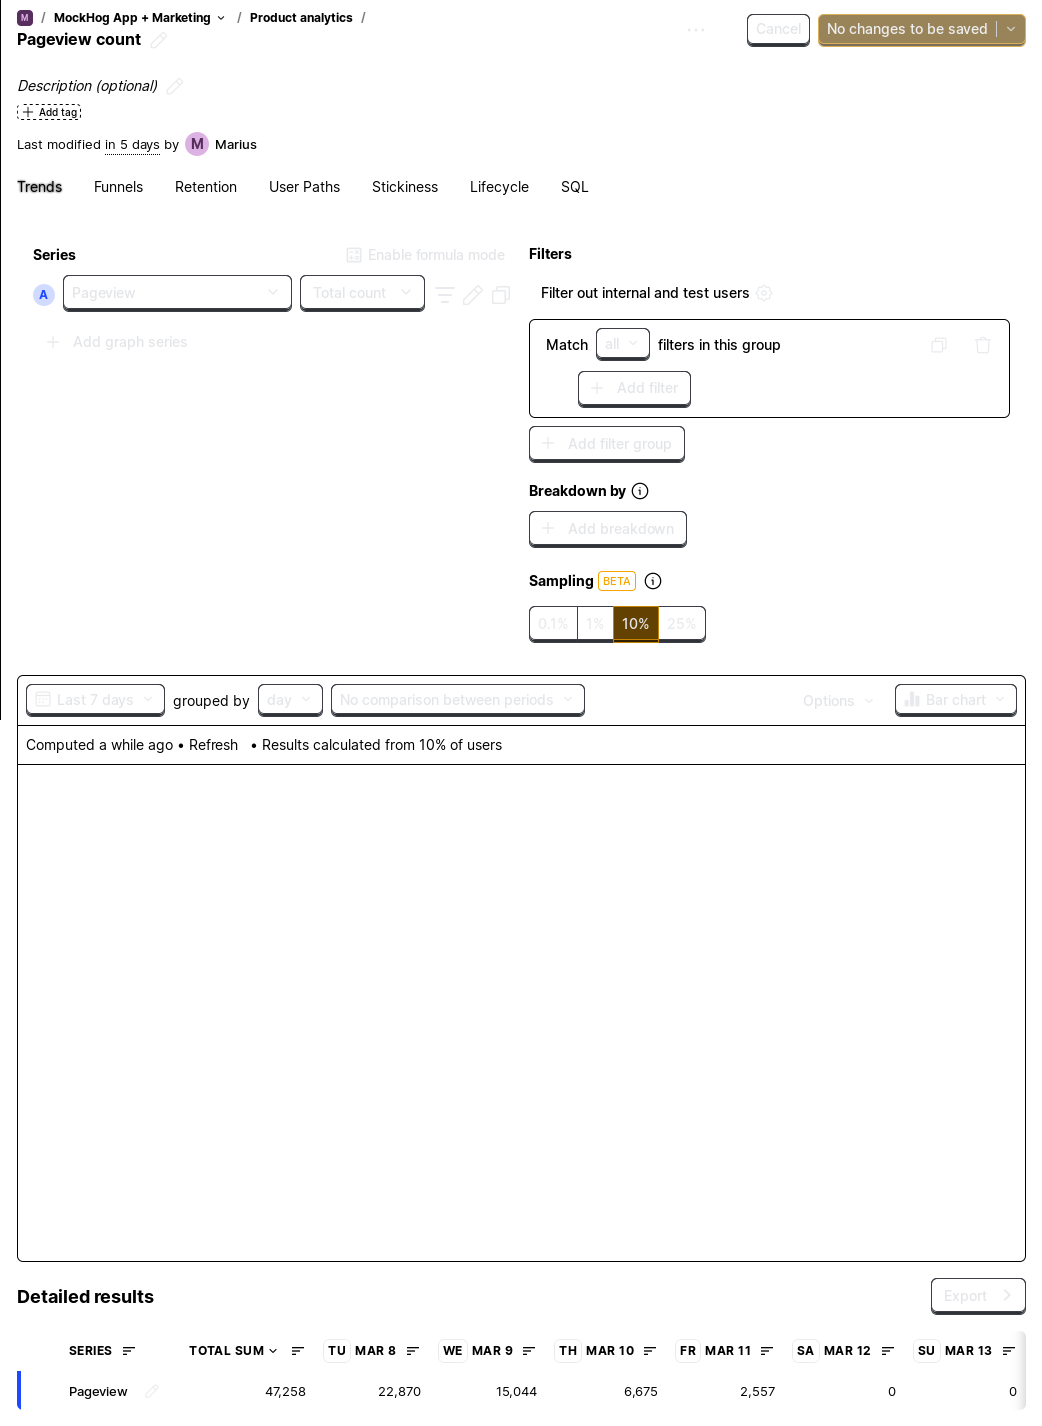 M / MockHog App + Marketing / Product analytics /
Pageview count
Cancel
No changes to be saved
Description (optional)
Add tag
Last modified in 5 days by M Marius
Trends Funnels Retention User Paths Stickiness Lifecycle SQL
Series
Enable formula mode
A Pageview Total count
Add graph series
Filters
Filter out internal and test users
Match all filters in this group
Add filter
Add filter group
Breakdown by
Add breakdown
Sampling BETA
0.1% 1% 10% 25%
Last 7 days grouped by day No comparison between periods Options Bar chart
Computed a while ago • Refresh • Results calculated from 10% of users
Detailed results
Export
SERIES TOTAL SUM TU MAR 8 WE MAR 9 TH MAR 10 FR MAR 11 SA MAR 12 SU MAR 13
Pageview 47,258 22,870 15,044 6,675 2,557 0 0